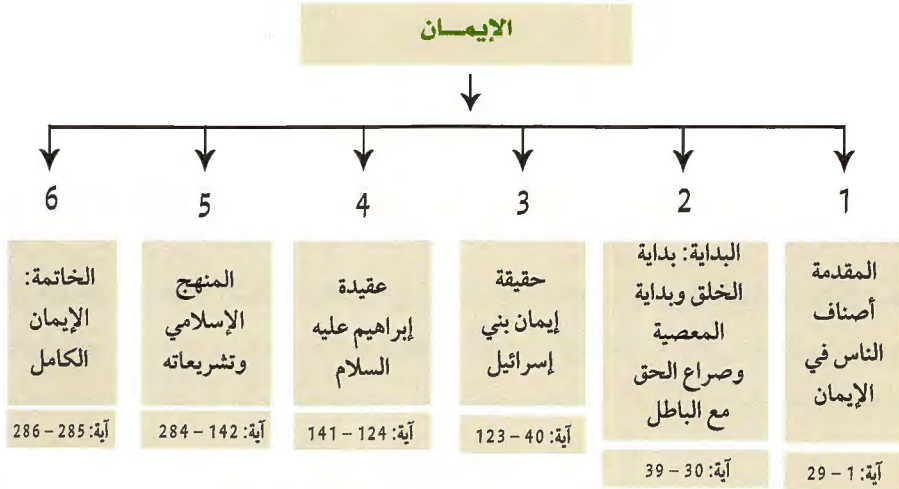 الإيمــان
1
المقدمة
أصناف
الناس في
الإيمان
آية: 1 – 29
2
البداية: بداية
الخلق وبداية
المعصية
وصراع الحق
مع الباطل
آية: 30 – 39
3
حقيقة
إيمان بني
إسرائيل
آية: 40 – 123
4
عقيدة
إبراهيم عليه
السلام
آية: 124 – 141
5
المنهج
الإسلامي
وتشريعاته
آية: 142 – 284
6
الخاتمة:
الإيمان
الكامل
آية: 285 – 286